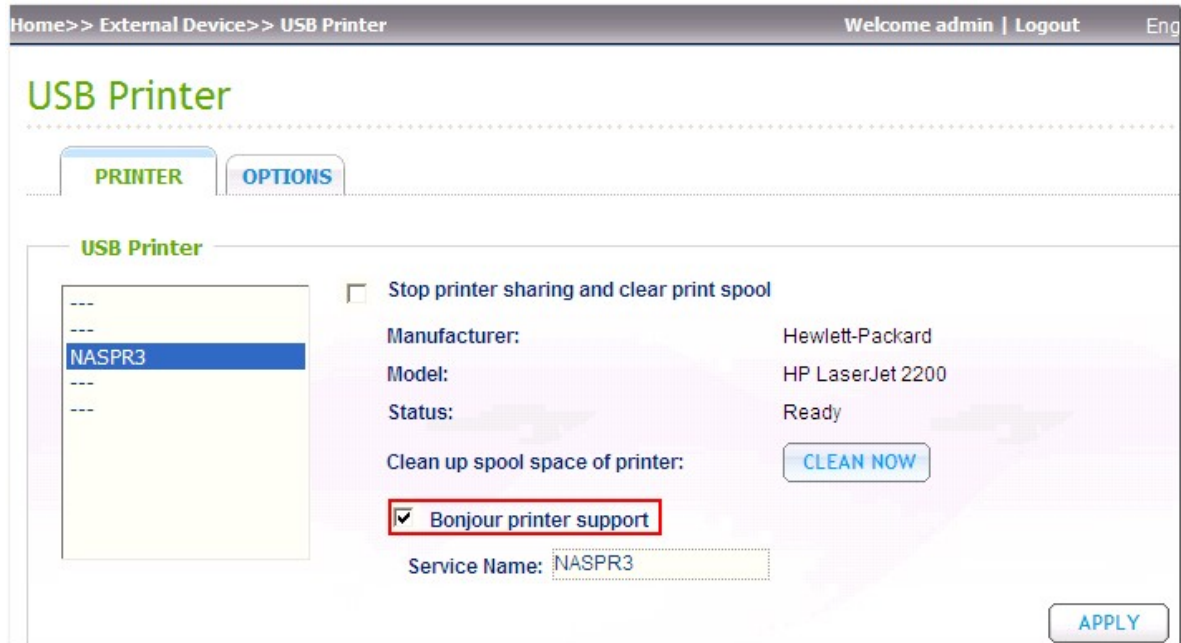 Home>> External Device>> USB Printer Welcome admin | Logout Eng
USB Printer
PRINTER OPTIONS
USB Printer
---
---
NASPR3
---
---
Stop printer sharing and clear print spool
Manufacturer: Hewlett-Packard
Model: HP LaserJet 2200
Status: Ready
Clean up spool space of printer: CLEAN NOW
Bonjour printer support
Service Name: NASPR3
APPLY